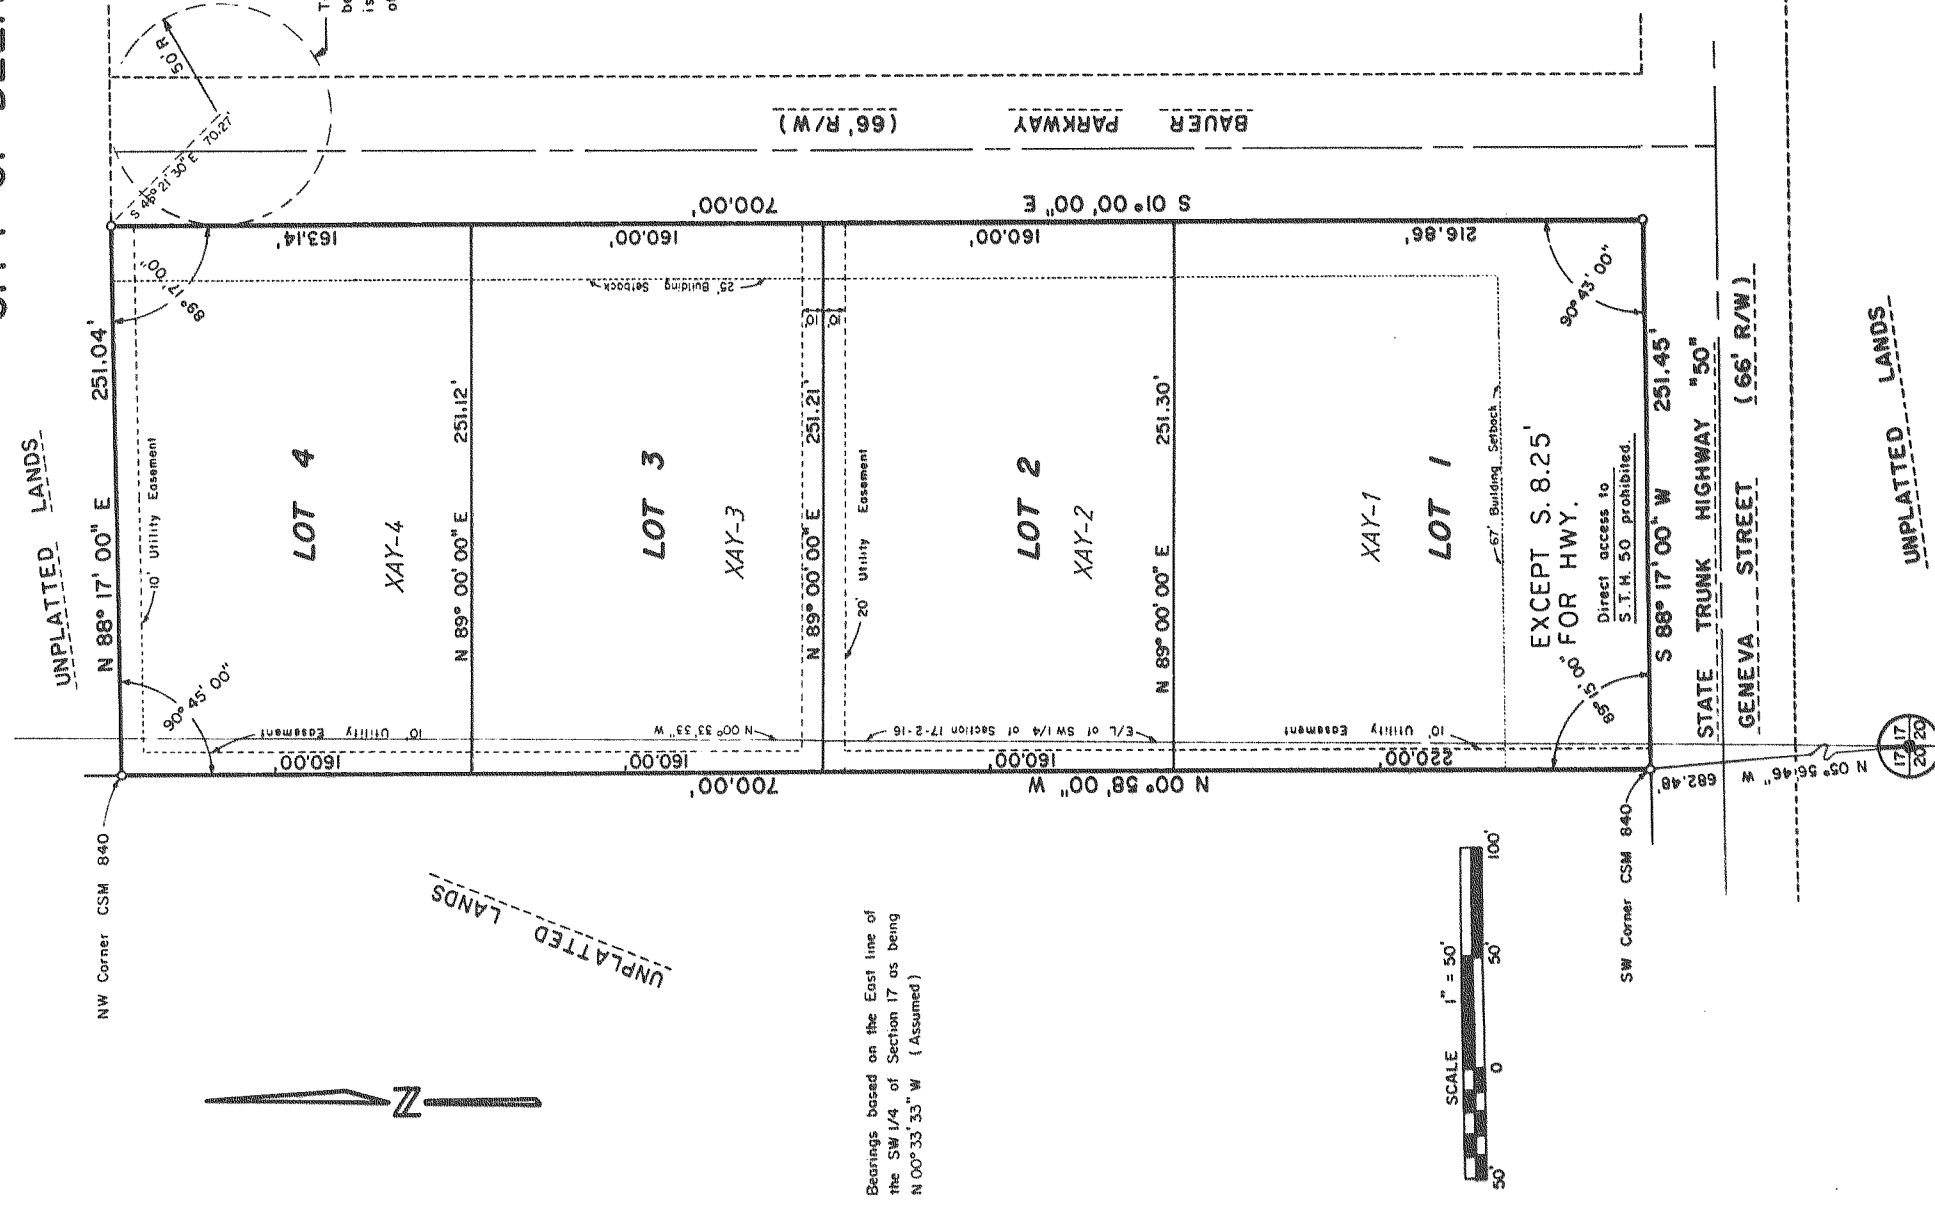 UNPLATTED LANDS
N 88° 17' 00" E 251.04'
50' R
S 46° 21' 30" E 70.27'
89° 17' 00"
90° 45' 00"
10' Utility Easement
163.14'
LOT 4
XAY-4
10' Utility Easement
160.00'
N 89° 00' 00" E 251.12'
25' Building Setback
160.00'
LOT 3
XAY-3
N 00° 33' 33" W
160.00'
10'
10'
N 89° 00' 00" E 251.21'
20' Utility Easement
160.00'
LOT 2
XAY-2
E/L of SW 1/4 of Section 17-2-16
160.00'
N 89° 00' 00" E 251.30'
216.86'
XAY-1
LOT 1
10' Utility Easement
220.00'
67' Building Setback
EXCEPT S. 8.25'
FOR HWY.
Direct access to
S.T.H. 50 prohibited.
90° 43' 00"
89° 15' 00"
S 88° 17' 00" W 251.45'
S 01° 00' 00" E 700.00'
BAUER PARKWAY (66' R/W)
N 00° 58' 00" W 700.00'
STATE TRUNK HIGHWAY "50"
GENEVA STREET (66' R/W)
UNPLATTED LANDS
N 05° 56' 46" W 682.48'
17 17
20 20
NW Corner CSM 840
SW Corner CSM 840
UNPLATTED LANDS
Bearings based on the East line of
the SW 1/4 of Section 17 as being
N 00° 33' 33" W (Assumed)
SCALE 1" = 50'
50' 0 50' 100'
N